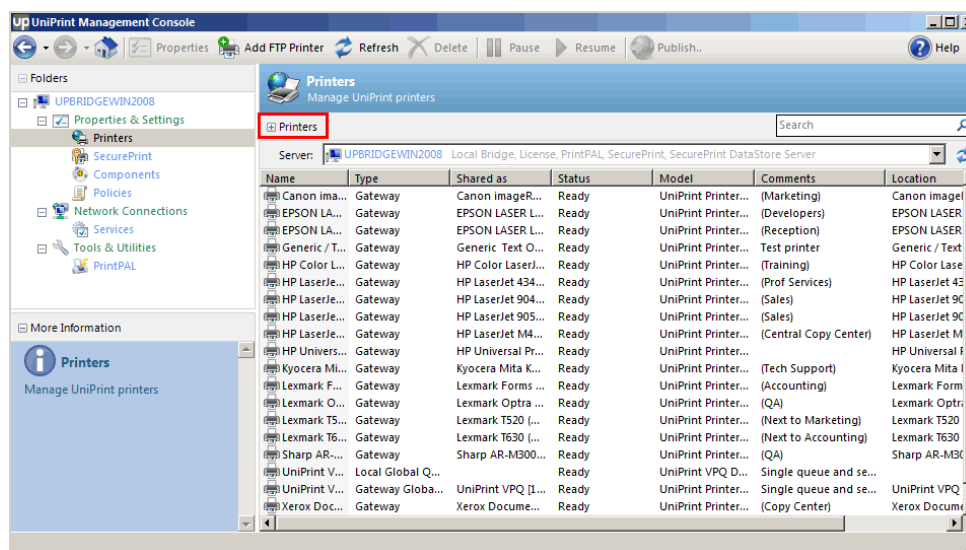 UP UniPrint Management Console
Properties Add FTP Printer Refresh Delete Pause Resume Publish.. Help
Folders
UPBRIDGEWIN2008
Properties & Settings
Printers
SecurePrint
Components
Policies
Network Connections
Services
Tools & Utilities
PrintPAL
More Information
Printers
Manage UniPrint printers
Printers
Manage UniPrint printers
Printers
Search
Server: UPBRIDGEWIN2008 Local Bridge, License, PrintPAL, SecurePrint, SecurePrint DataStore Server
Name Type Shared as Status Model Comments Location
Canon ima... Gateway Canon imageR... Ready UniPrint Printer... (Marketing) Canon imageI
EPSON LA... Gateway EPSON LASER L... Ready UniPrint Printer... (Developers) EPSON LASER
EPSON LA... Gateway EPSON LASER L... Ready UniPrint Printer... (Reception) EPSON LASER
Generic / T... Gateway Generic Text O... Ready UniPrint Printer... Test printer Generic / Text
HP Color L... Gateway HP Color LaserJ... Ready UniPrint Printer... (Training) HP Color Lase
HP LaserJe... Gateway HP LaserJet 434... Ready UniPrint Printer... (Prof Services) HP LaserJet 43
HP LaserJe... Gateway HP LaserJet 904... Ready UniPrint Printer... (Sales) HP LaserJet 90
HP LaserJe... Gateway HP LaserJet 905... Ready UniPrint Printer... (Sales) HP LaserJet 90
HP LaserJe... Gateway HP LaserJet M4... Ready UniPrint Printer... (Central Copy Center) HP LaserJet M
HP Univers... Gateway HP Universal Pr... Ready UniPrint Printer... HP Universal
Kyocera Mi... Gateway Kyocera Mita K... Ready UniPrint Printer... (Tech Support) Kyocera Mita
Lexmark F... Gateway Lexmark Forms ... Ready UniPrint Printer... (Accounting) Lexmark Form
Lexmark O... Gateway Lexmark Optra ... Ready UniPrint Printer... (QA) Lexmark Optra
Lexmark T5... Gateway Lexmark T520 (... Ready UniPrint Printer... (Next to Marketing) Lexmark T520
Lexmark T6... Gateway Lexmark T630 (... Ready UniPrint Printer... (Next to Accounting) Lexmark T630
Sharp AR-... Gateway Sharp AR-M300... Ready UniPrint Printer... (QA) Sharp AR-M30
UniPrint V... Local Global Q... Ready UniPrint VPQ D... Single queue and se...
UniPrint V... Gateway Globa... UniPrint VPQ [1... Ready UniPrint Printer... Single queue and se... UniPrint VPQ
Xerox Doc... Gateway Xerox Docume... Ready UniPrint Printer... (Copy Center) Xerox Docume